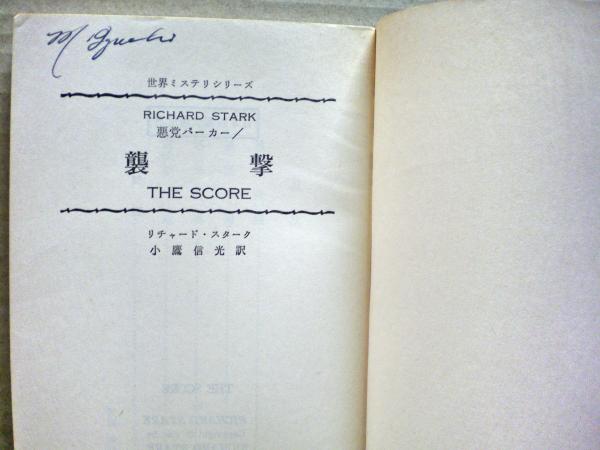 世界ミステリシリーズ
RICHARD STARK
悪党パーカー/
襲撃
THE SCORE
リチャード・スターク
小鷹信光訳